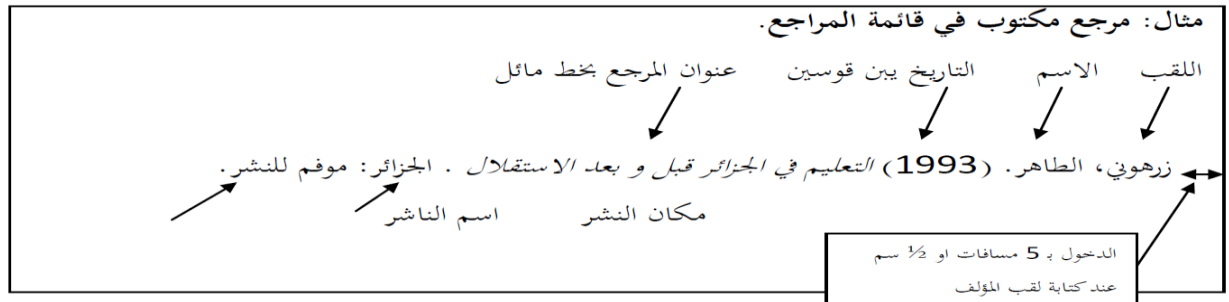 مثال: مرجع مكتوب في قائمة المراجع.
اللقب الاسم التاريخ يبن قوسين عنوان المرجع بخط مائل
زرهوني، الطاهر. (1993) التعليم في الجزائر قبل و بعد الاستقلال . الجزائر: موفم للنشر.
مكان النشر اسم الناشر
الدخول بـ 5 مسافات او ½ سم
عند كتابة لقب المؤلف